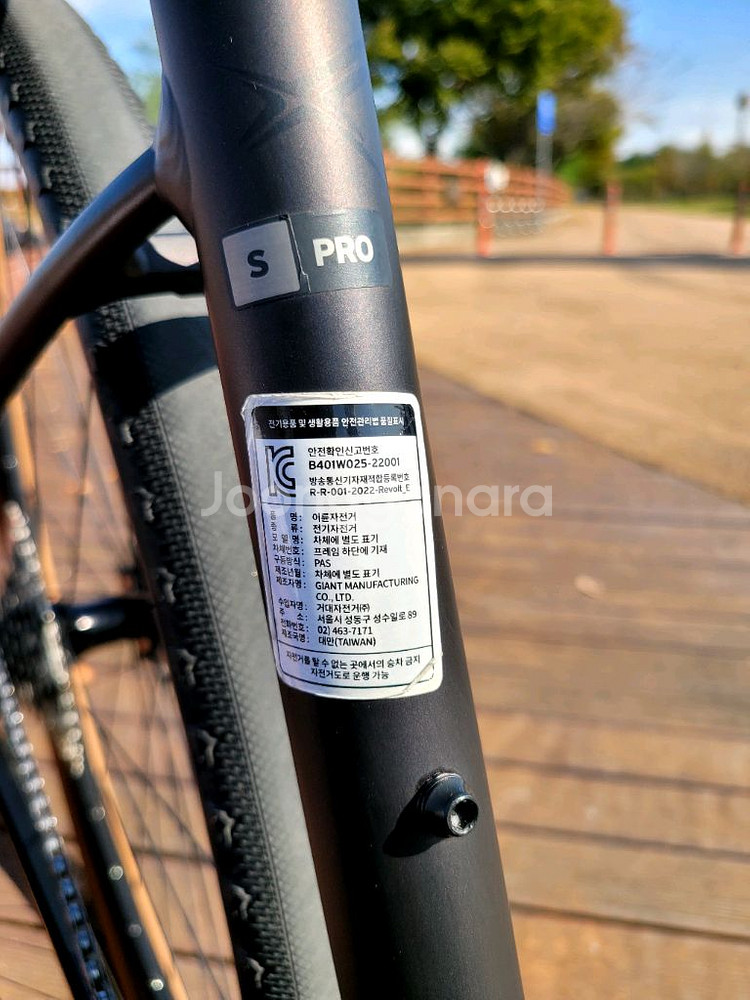 S PRO
전기용품 및 생활용품 안전관리법 품질표시
안전확인신고번호
B401W025-22001
방송통신기자재적합등록번호
R-R-001-2022-Revolt_E
품 명 : 이륜자전거
종 류 : 전기자전거
모 델 명 : 차체에 별도 표기
차체번호 : 프레임 하단에 기재
구동방식 : PAS
제조년월 : 차체에 별도 표기
제조자명 : GIANT MANUFACTURING
CO., LTD.
수입자명 : 거대자전거(주)
주 소 : 서울시 성동구 성수일로 89
전화번호 : 02) 463-7171
제조국명 : 대만(TAIWAN)
자전거를 탈 수 없는 곳에서의 승차 금지
자전거도로 운행 가능
Joonggonara